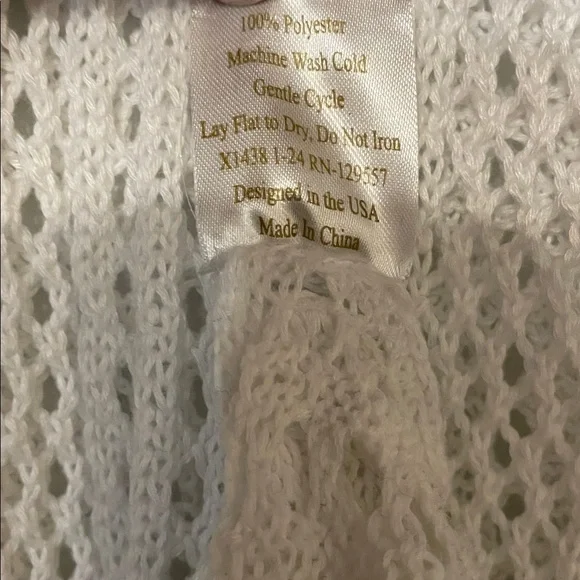 100% Polyester
Machine Wash Cold
Gentle Cycle
Lay Flat to Dry, Do Not Iron
X1438 1-24 RN-129557
Designed in the USA
Made In China